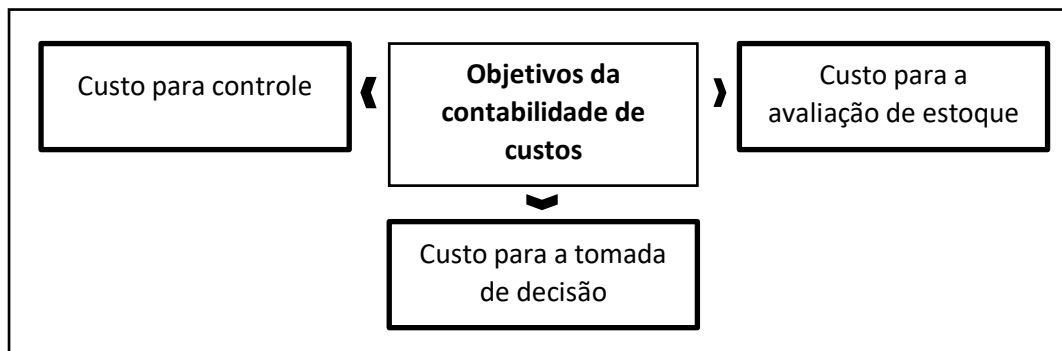 Custo para controle
Objetivos da
contabilidade de
custos
Custo para a
avaliação de estoque
Custo para a tomada
de decisão